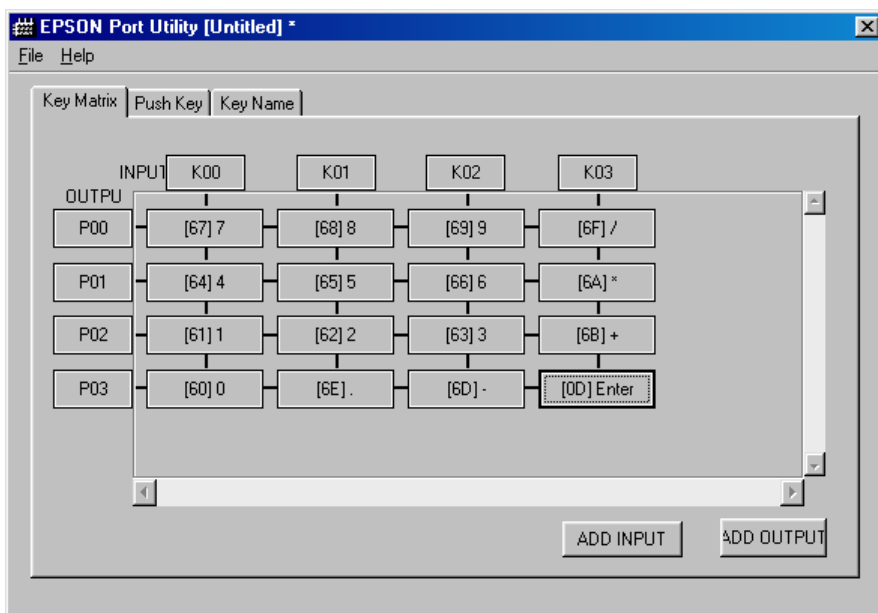 EPSON Port Utility [Untitled] *
File Help
Key Matrix Push Key Key Name
INPUT K00 K01 K02 K03
OUTPU
P00 [67] 7 [68] 8 [69] 9 [6F] /
P01 [64] 4 [65] 5 [66] 6 [6A] *
P02 [61] 1 [62] 2 [63] 3 [6B] +
P03 [60] 0 [6E] . [6D] - [0D] Enter
ADD INPUT ADD OUTPUT